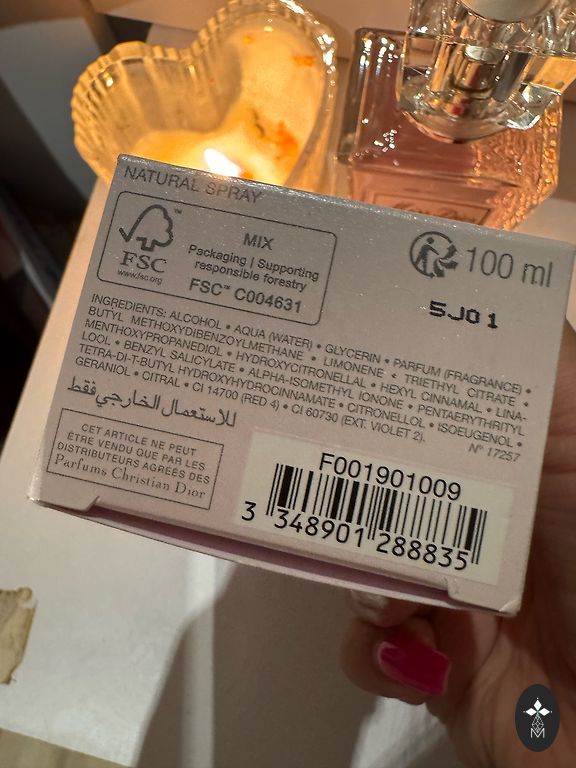 NATURAL SPRAY
FSC™
www.fsc.org
MIX
Packaging | Supporting
responsible forestry
FSC™ C004631
100 ml
5J01
INGREDIENTS: ALCOHOL • AQUA (WATER) • GLYCERIN • PARFUM (FRAGRANCE) •
BUTYL METHOXYDIBENZOYLMETHANE • LIMONENE • TRIETHYL CITRATE •
MENTHOXYPROPANEDIOL • HYDROXYCITRONELLAL • HEXYL CINNAMAL • LINA-
LOOL • BENZYL SALICYLATE • ALPHA-ISOMETHYL IONONE • PENTAERYTHRITYL
TETRA-DI-T-BUTYL HYDROXYHYDROCINNAMATE • CITRONELLOL • ISOEUGENOL •
GERANIOL • CITRAL • CI 14700 (RED 4) • CI 60730 (EXT. VIOLET 2).
N° 17257
للاستعمال الخارجي فقط
CET ARTICLE NE PEUT
ÊTRE VENDU QUE PAR LES
DISTRIBUTEURS AGRÉÉS DES
Parfums Christian Dior
F001901009
3 348901 288835
M